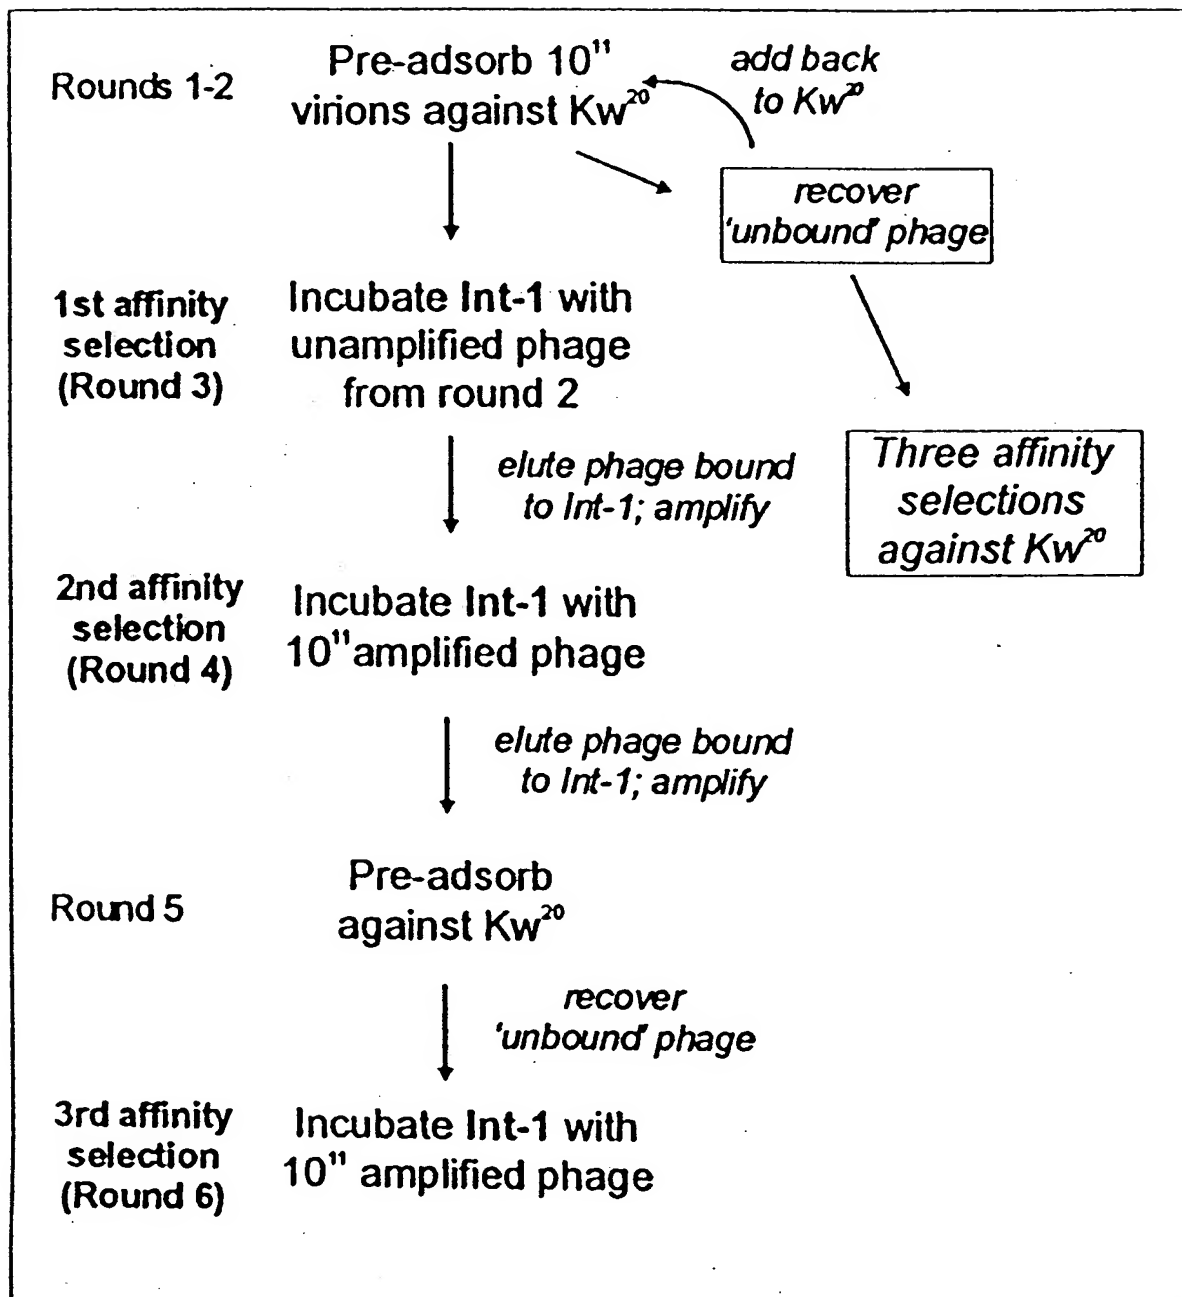 Rounds 1-2
Pre-adsorb 10¹¹
virions against Kw²⁰
add back
to Kw²⁰
recover
'unbound' phage
1st affinity
selection
(Round 3)
Incubate Int-1 with
unamplified phage
from round 2
elute phage bound
to Int-1; amplify
Three affinity
selections
against Kw²⁰
2nd affinity
selection
(Round 4)
Incubate Int-1 with
10¹¹ amplified phage
elute phage bound
to Int-1; amplify
Round 5
Pre-adsorb
against Kw²⁰
recover
'unbound' phage
3rd affinity
selection
(Round 6)
Incubate Int-1 with
10¹¹ amplified phage